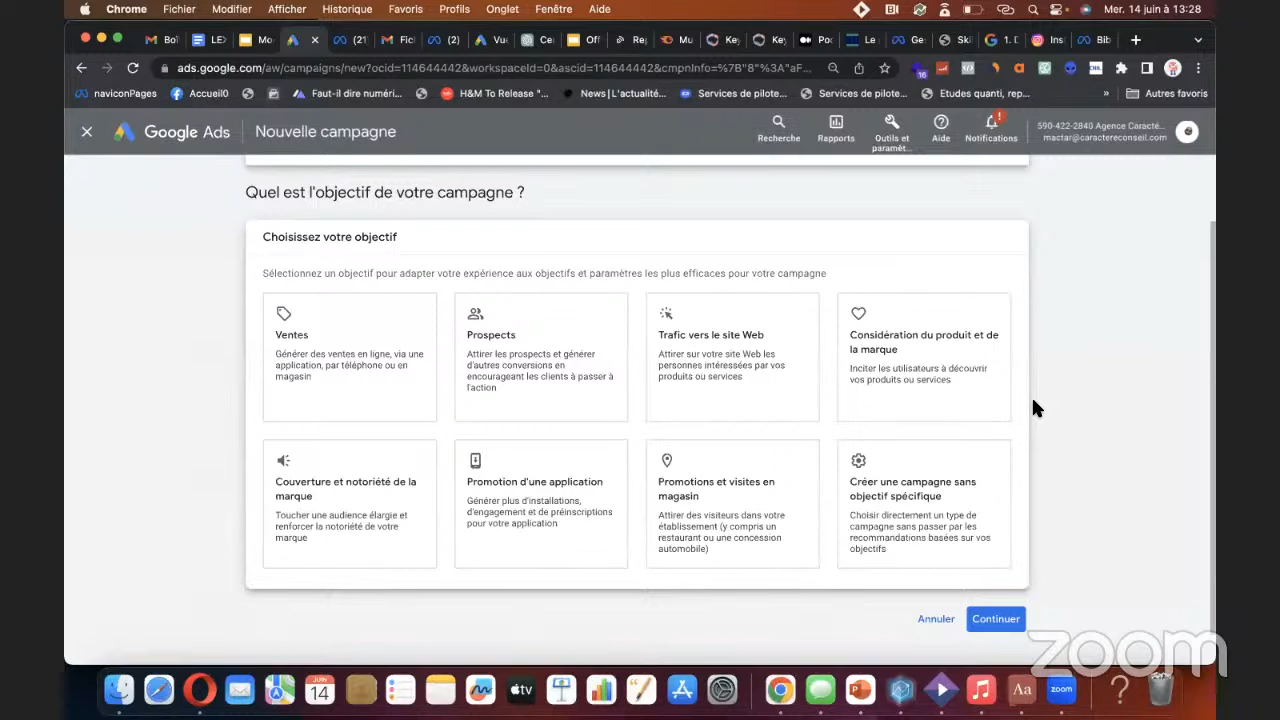 Chrome Fichier Modifier Afficher Historique Favoris Profils Onglet Fenêtre Aide Mer. 14 juin à 13:28
ads.google.com/aw/campaigns/new?ocid=114644442&workspaceId=0&ascid=114644442&cmpnInfo=%7B"8"%3A"aF...
naviconPages Accueil0 Faut-il dire numéri... H&M To Release "... News | L'actualité... Services de pilote... Services de pilote... Etudes quanti, rep... » Autres favoris
Google Ads Nouvelle campagne
Recherche Rapports Outils et paramèt... Aide Notifications
590-422-2840 Agence Caracté...
mactar@caractereconseil.com
Quel est l'objectif de votre campagne ?
Choisissez votre objectif
Sélectionnez un objectif pour adapter votre expérience aux objectifs et paramètres les plus efficaces pour votre campagne
Ventes
Générer des ventes en ligne, via une
application, par téléphone ou en
magasin
Prospects
Attirer les prospects et générer
d'autres conversions en
encourageant les clients à passer à
l'action
Trafic vers le site Web
Attirer sur votre site Web les
personnes intéressées par vos
produits ou services
Considération du produit et de
la marque
Inciter les utilisateurs à découvrir
vos produits ou services
Couverture et notoriété de la
marque
Toucher une audience élargie et
renforcer la notoriété de votre
marque
Promotion d'une application
Générer plus d'installations,
d'engagement et de préinscriptions
pour votre application
Promotions et visites en
magasin
Attirer des visiteurs dans votre
établissement (y compris un
restaurant ou une concession
automobile)
Créer une campagne sans
objectif spécifique
Choisir directement un type de
campagne sans passer par les
recommandations basées sur vos
objectifs
Annuler Continuer
zoom
JUIN
14
tv
Aa
zoom